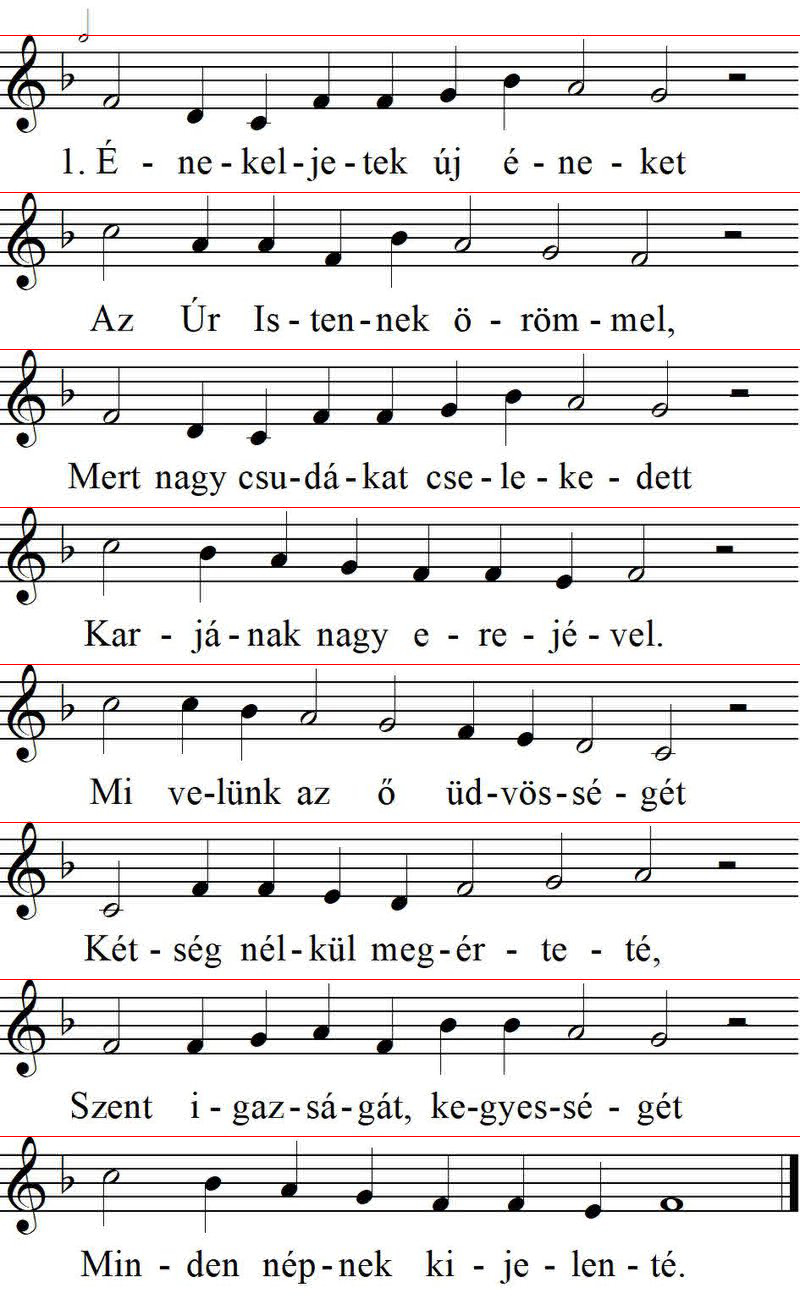 1. É - ne - kel - je - tek új é - ne - ket
Az Úr Is - ten - nek ö - röm - mel,
Mert nagy csu - dá - kat cse - le - ke - dett
Kar - já - nak nagy e - re - jé - vel.
Mi ve - lünk az ő üd - vös - sé - gét
Két - ség nél - kül meg - ér - te - té,
Szent i - gaz - sá - gát, ke - gyes - sé - gét
Min - den nép - nek ki - je - len - té.